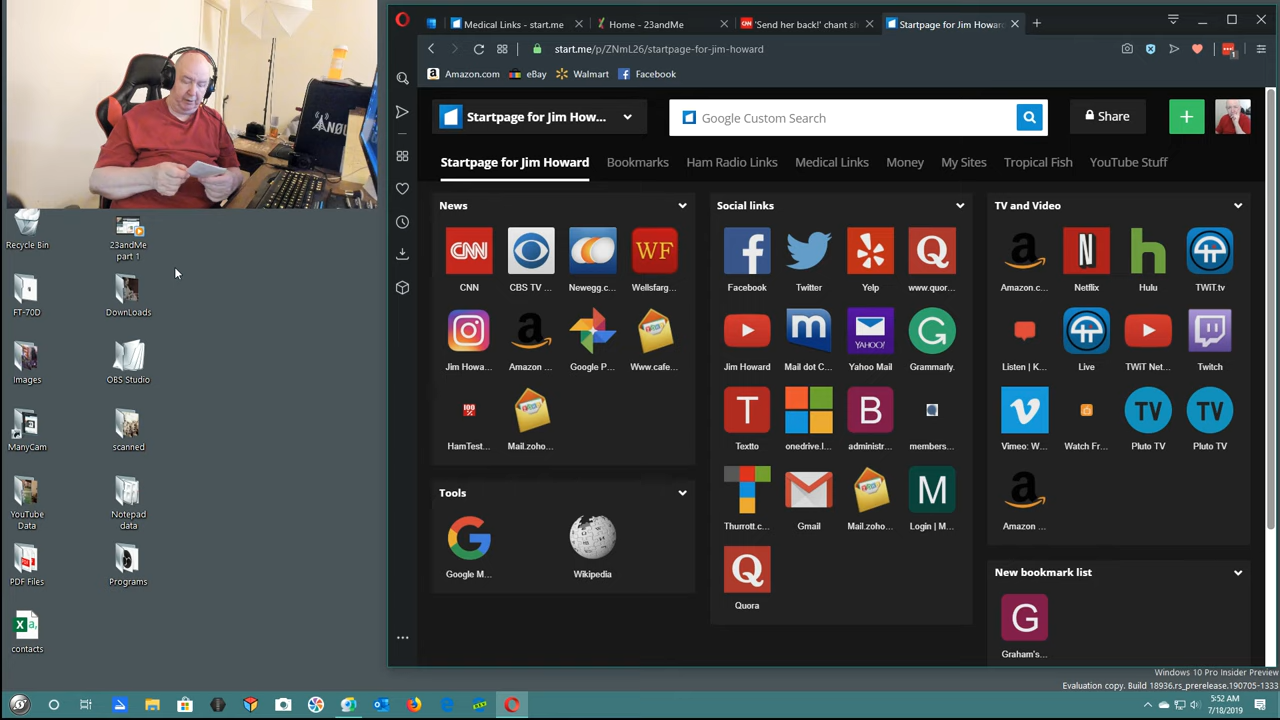 Medical Links - start.me
Home - 23andMe
CNN
'Send her back!' chant sh
Startpage for Jim Howar
start.me/p/ZNmL26/startpage-for-jim-howard
1
Amazon.com
eBay
Walmart
Facebook
Startpage for Jim How...
Google Custom Search
Share
Startpage for Jim Howard
Bookmarks
Ham Radio Links
Medical Links
Money
My Sites
Tropical Fish
YouTube Stuff
News
CNN
WF
CNN
CBS TV ...
Newegg.c...
Wellsfarg...
Jim Howa...
Amazon ...
Google P...
Www.cafe...
HamTest...
Mail.zoho...
Tools
Google M...
Wikipedia
Social links
Facebook
Twitter
Yelp
www.quor...
YAHOO!
Jim Howard
Mail dot C...
Yahoo Mail
Grammarly.
T
B
Textto
onedrive.l...
administr...
members...
M
Thurrott.c...
Gmail
Mail.zoho...
Login | M...
Quora
TV and Video
Amazon.c...
Netflix
Hulu
TWiT.tv
Listen | K...
Live
TWiT Net...
Twitch
TV
TV
Vimeo: W...
Watch Fr...
Pluto TV
Pluto TV
Amazon ...
New bookmark list
G
Graham's...
Recycle Bin
23andMe
part 1
FT-70D
DownLoads
Images
OBS Studio
ManyCam
scanned
YouTube
Data
Notepad
data
PDF Files
Programs
contacts
Windows 10 Pro Insider Preview
Evaluation copy. Build 18936.rs_prerelease.190705-1333
5:52 AM
7/18/2019